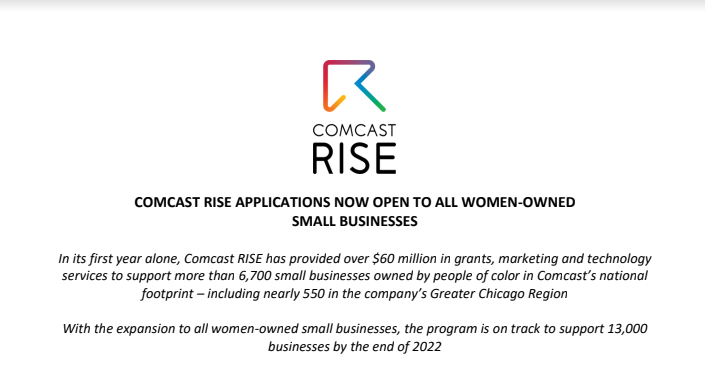 COMCAST
RISE
COMCAST RISE APPLICATIONS NOW OPEN TO ALL WOMEN-OWNED
SMALL BUSINESSES
In its first year alone, Comcast RISE has provided over $60 million in grants, marketing and technology
services to support more than 6,700 small businesses owned by people of color in Comcast's national
footprint – including nearly 550 in the company's Greater Chicago Region
With the expansion to all women-owned small businesses, the program is on track to support 13,000
businesses by the end of 2022